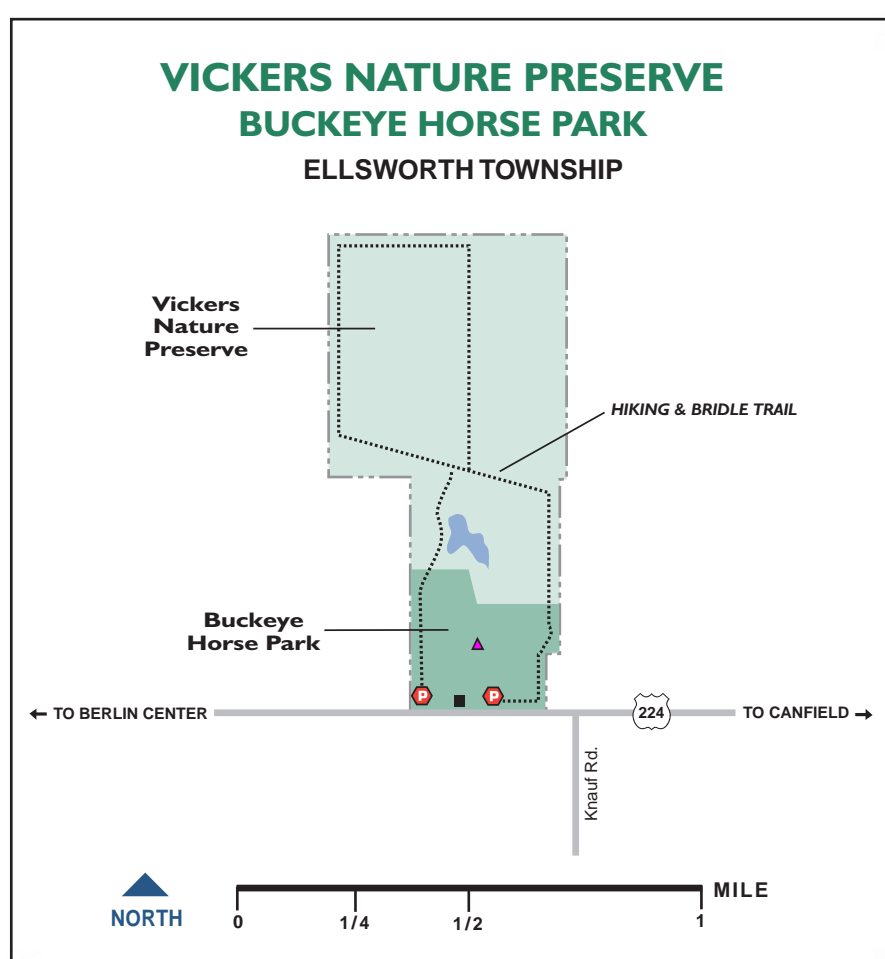 VICKERS NATURE PRESERVE
BUCKEYE HORSE PARK
ELLSWORTH TOWNSHIP
Vickers
Nature
Preserve
HIKING & BRIDLE TRAIL
Buckeye
Horse Park
P
P
TO BERLIN CENTER
224
TO CANFIELD
Knauf Rd.
NORTH
MILE
0
1/4
1/2
1